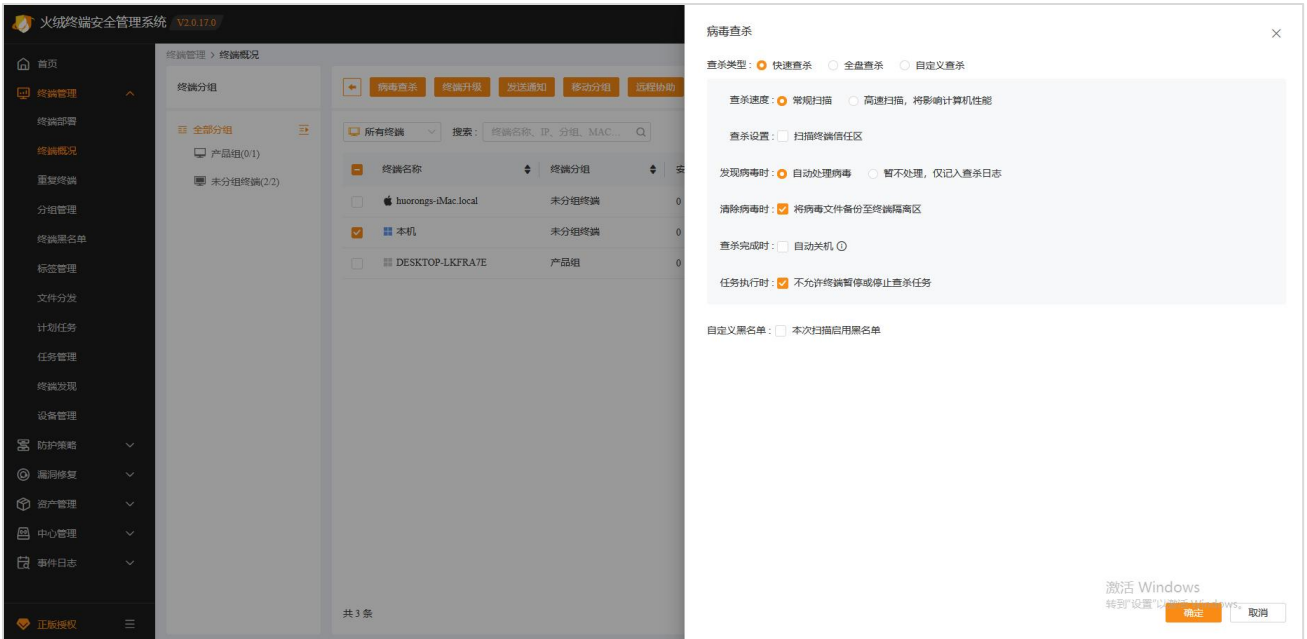 火绒终端安全管理系统 V2.0.17.0
首页
终端管理
终端部署
终端概况
重复终端
分组管理
终端黑名单
标签管理
文件分发
计划任务
任务管理
终端发现
设备管理
防护策略
漏洞修复
资产管理
中心管理
事件日志
正版授权
终端管理 > 终端概况
终端分组
全部分组
产品组(0/1)
未分组终端(2/2)
病毒查杀 终端升级 发送通知 移动分组 远程协助
所有终端 搜索: 终端名称、IP、分组、MAC...
终端名称 终端分组 安
huorongs-iMac.local 未分组终端 0
本机 未分组终端 0
DESKTOP-LKFRA7E 产品组 0
共 3 条
病毒查杀
查杀类型: 快速查杀 全盘查杀 自定义查杀
查杀速度: 常规扫描 高速扫描，将影响计算机性能
查杀设置: 扫描终端信任区
发现病毒时: 自动处理病毒 暂不处理，仅记入查杀日志
清除病毒时: 将病毒文件备份至终端隔离区
查杀完成时: 自动关机
任务执行时: 不允许终端暂停或停止查杀任务
自定义黑名单: 本次扫描启用黑名单
激活 Windows
转到"设置"以激活 Windows。
确定 取消